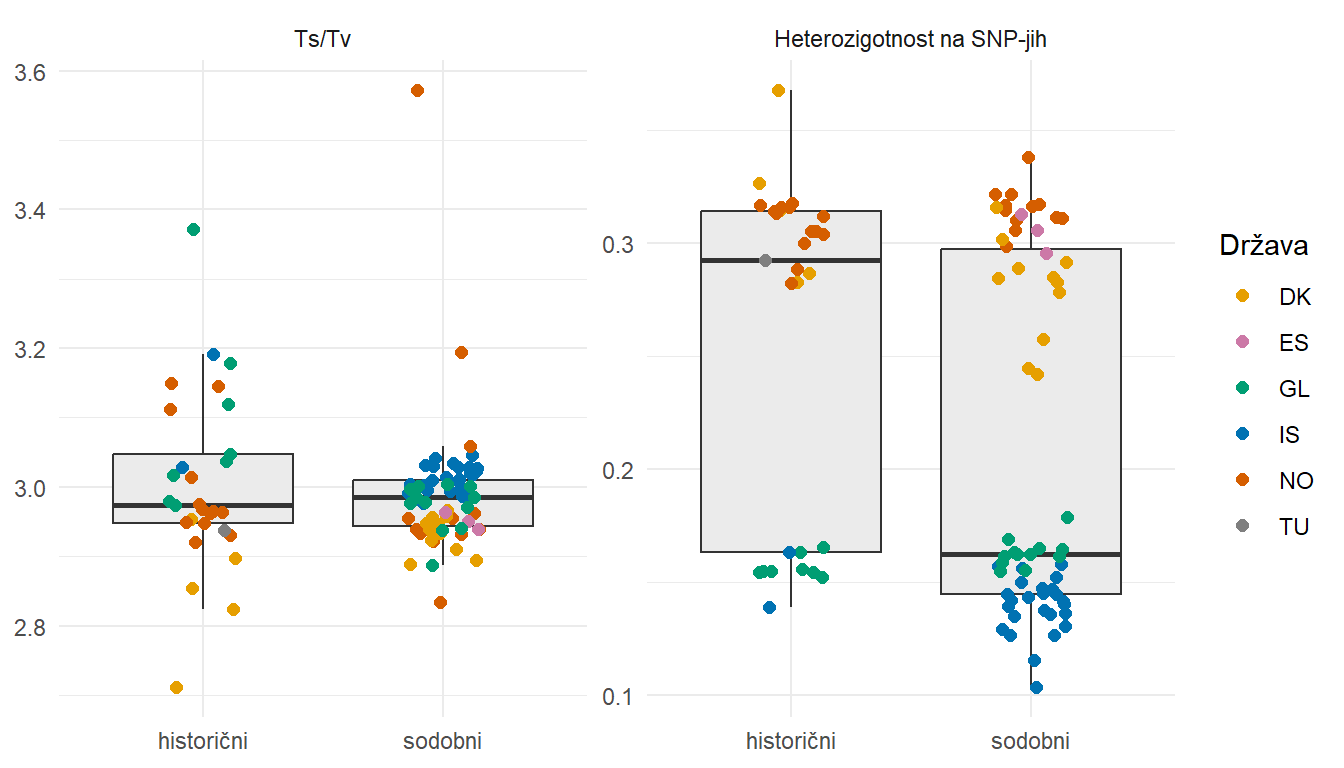 Ts/Tv
3.6
3.4
3.2
3.0
2.8
historični
sodobni
Heterozigotnost na SNP-jih
0.3
0.2
0.1
historični
sodobni
Država
DK
ES
GL
IS
NO
TU